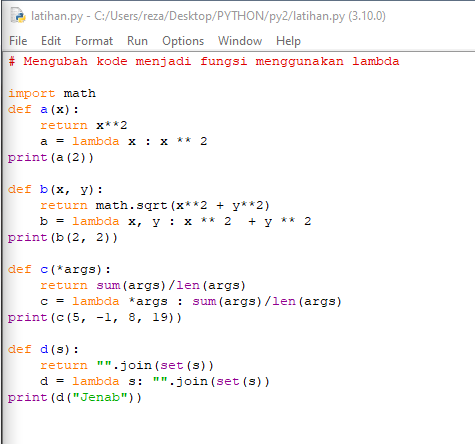 latihan.py - C:/Users/reza/Desktop/PYTHON/py2/latihan.py (3.10.0)
File Edit Format Run Options Window Help
# Mengubah kode menjadi fungsi menggunakan lambda

import math
def a(x):
    return x**2
    a = lambda x : x ** 2
print(a(2))

def b(x, y):
    return math.sqrt(x**2 + y**2)
    b = lambda x, y : x ** 2  + y ** 2
print(b(2, 2))

def c(*args):
    return sum(args)/len(args)
    c = lambda *args : sum(args)/len(args)
print(c(5, -1, 8, 19))

def d(s):
    return "".join(set(s))
    d = lambda s: "".join(set(s))
print(d("Jenab"))